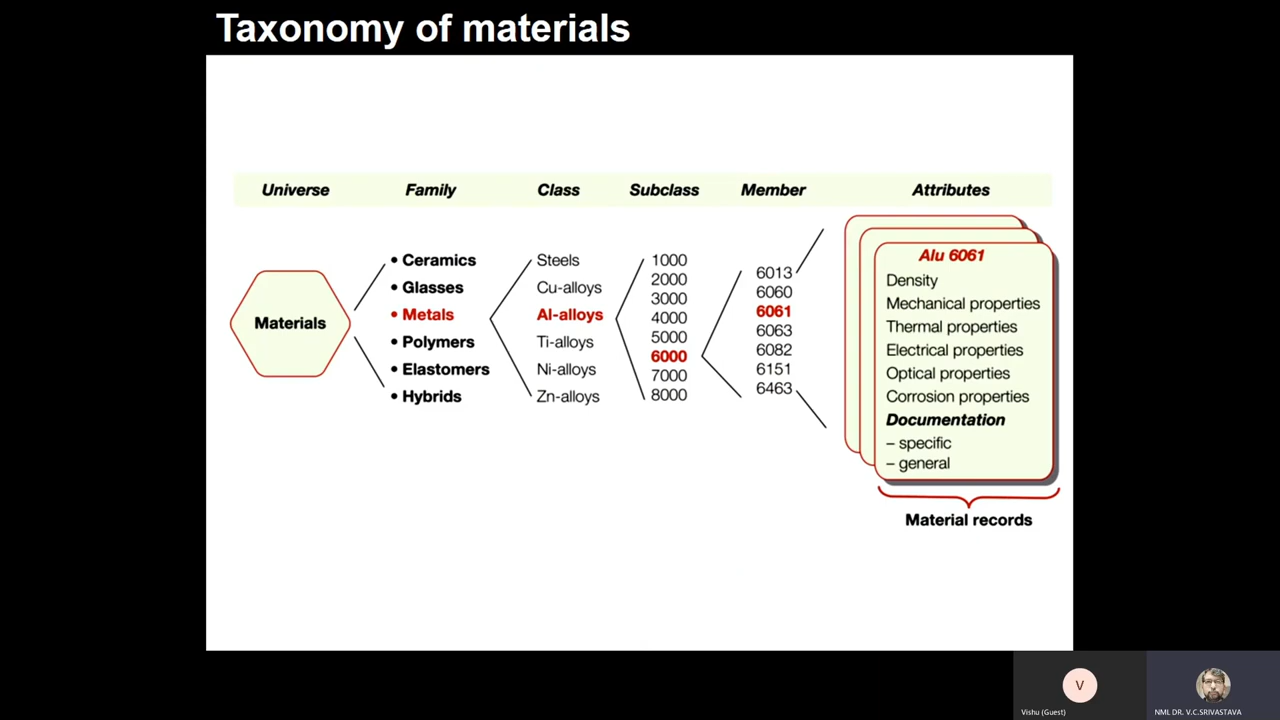 Taxonomy of materials
Universe Family Class Subclass Member Attributes
Materials
• Ceramics
• Glasses
• Metals
• Polymers
• Elastomers
• Hybrids
Steels
Cu-alloys
Al-alloys
Ti-alloys
Ni-alloys
Zn-alloys
1000
2000
3000
4000
5000
6000
7000
8000
6013
6060
6061
6063
6082
6151
6463
Alu 6061
Density
Mechanical properties
Thermal properties
Electrical properties
Optical properties
Corrosion properties
Documentation
– specific
– general
Material records
V
Vishu (Guest)
NML DR. V.C.SRIVASTAVA